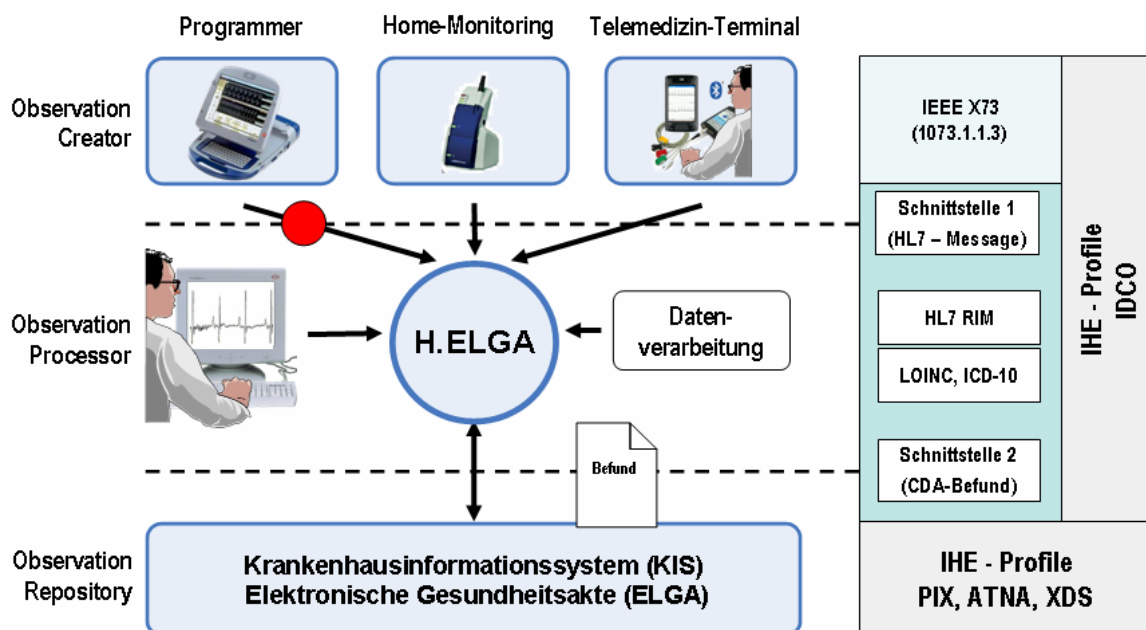 Programmer
Home-Monitoring
Telemedizin-Terminal
Observation
Creator
IEEE X73
(1073.1.1.3)
Schnittstelle 1
(HL7 – Message)
IHE - Profile
IDCO
Observation
Processor
H.ELGA
Daten-
verarbeitung
HL7 RIM
LOINC, ICD-10
Befund
Schnittstelle 2
(CDA-Befund)
Observation
Repository
Krankenhausinformationssystem (KIS)
Elektronische Gesundheitsakte (ELGA)
IHE - Profile
PIX, ATNA, XDS